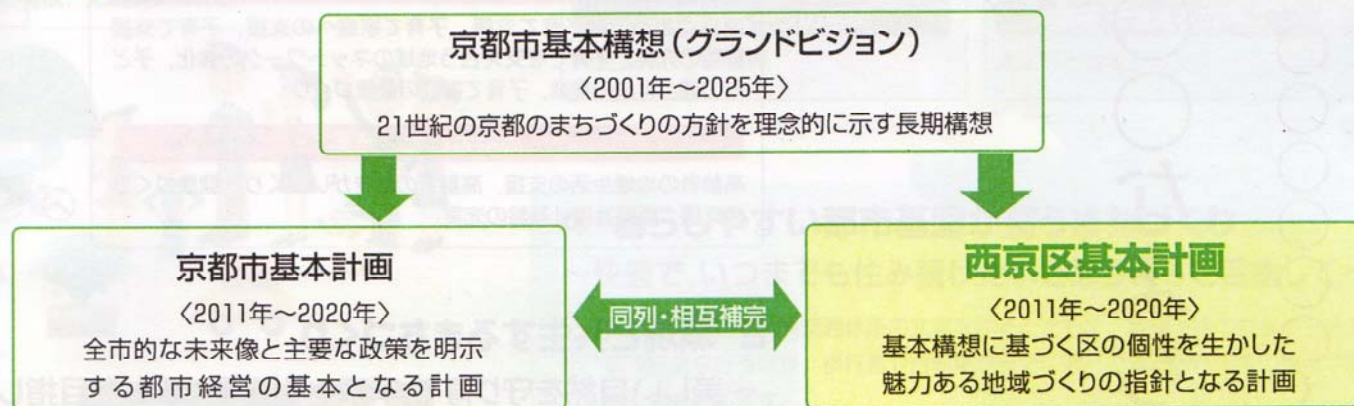 京都市基本構想（グランドビジョン）
〈2001年～2025年〉
21世紀の京都のまちづくりの方針を理念的に示す長期構想
京都市基本計画
〈2011年～2020年〉
全市的な未来像と主要な政策を明示
する都市経営の基本となる計画
同列・相互補完
西京区基本計画
〈2011年～2020年〉
基本構想に基づく区の個性を生かした
魅力ある地域づくりの指針となる計画